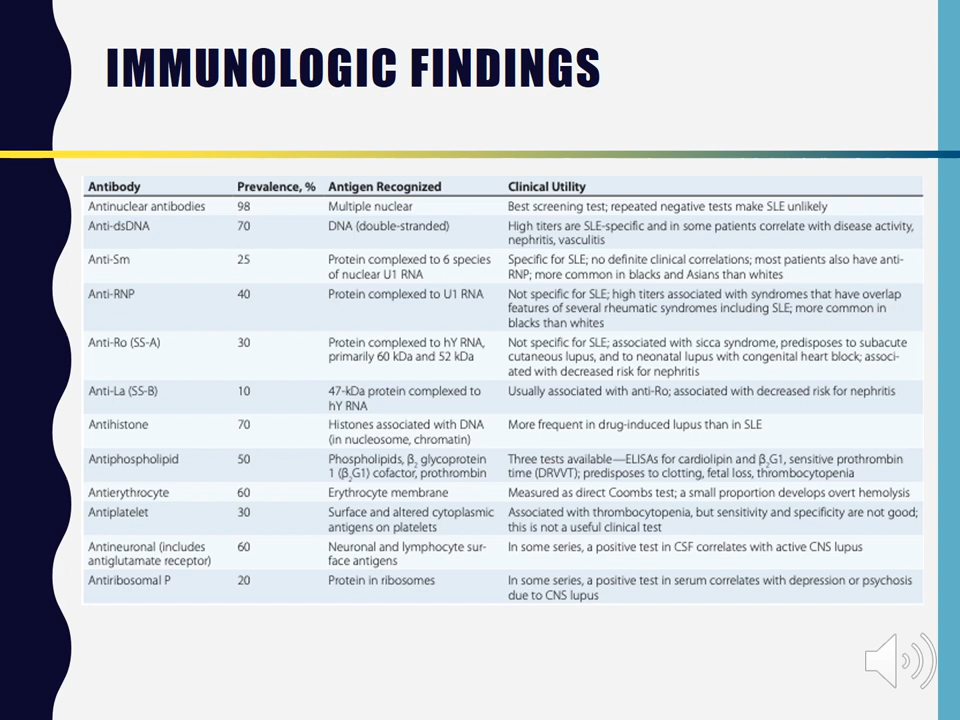 IMMUNOLOGIC FINDINGS
Antibody Prevalence, % Antigen Recognized Clinical Utility
Antinuclear antibodies 98 Multiple nuclear Best screening test; repeated negative tests make SLE unlikely
Anti-dsDNA 70 DNA (double-stranded) High titers are SLE-specific and in some patients correlate with disease activity,
nephritis, vasculitis
Anti-Sm 25 Protein complexed to 6 species Specific for SLE; no definite clinical correlations; most patients also have anti-
of nuclear U1 RNA RNP; more common in blacks and Asians than whites
Anti-RNP 40 Protein complexed to U1 RNA Not specific for SLE; high titers associated with syndromes that have overlap
features of several rheumatic syndromes including SLE; more common in
blacks than whites
Anti-Ro (SS-A) 30 Protein complexed to hY RNA, Not specific for SLE; associated with sicca syndrome, predisposes to subacute
primarily 60 kDa and 52 kDa cutaneous lupus, and to neonatal lupus with congenital heart block; associ-
ated with decreased risk for nephritis
Anti-La (SS-B) 10 47-kDa protein complexed to Usually associated with anti-Ro; associated with decreased risk for nephritis
hY RNA
Antihistone 70 Histones associated with DNA More frequent in drug-induced lupus than in SLE
(in nucleosome, chromatin)
Antiphospholipid 50 Phospholipids, β2 glycoprotein Three tests available—ELISAs for cardiolipin and β2G1, sensitive prothrombin
1 (β2G1) cofactor, prothrombin time (DRVVT); predisposes to clotting, fetal loss, thrombocytopenia
Antierythrocyte 60 Erythrocyte membrane Measured as direct Coombs test; a small proportion develops overt hemolysis
Antiplatelet 30 Surface and altered cytoplasmic Associated with thrombocytopenia, but sensitivity and specificity are not good;
antigens on platelets this is not a useful clinical test
Antineuronal (includes 60 Neuronal and lymphocyte sur- In some series, a positive test in CSF correlates with active CNS lupus
antiglutamate receptor) face antigens
Antiribosomal P 20 Protein in ribosomes In some series, a positive test in serum correlates with depression or psychosis
due to CNS lupus